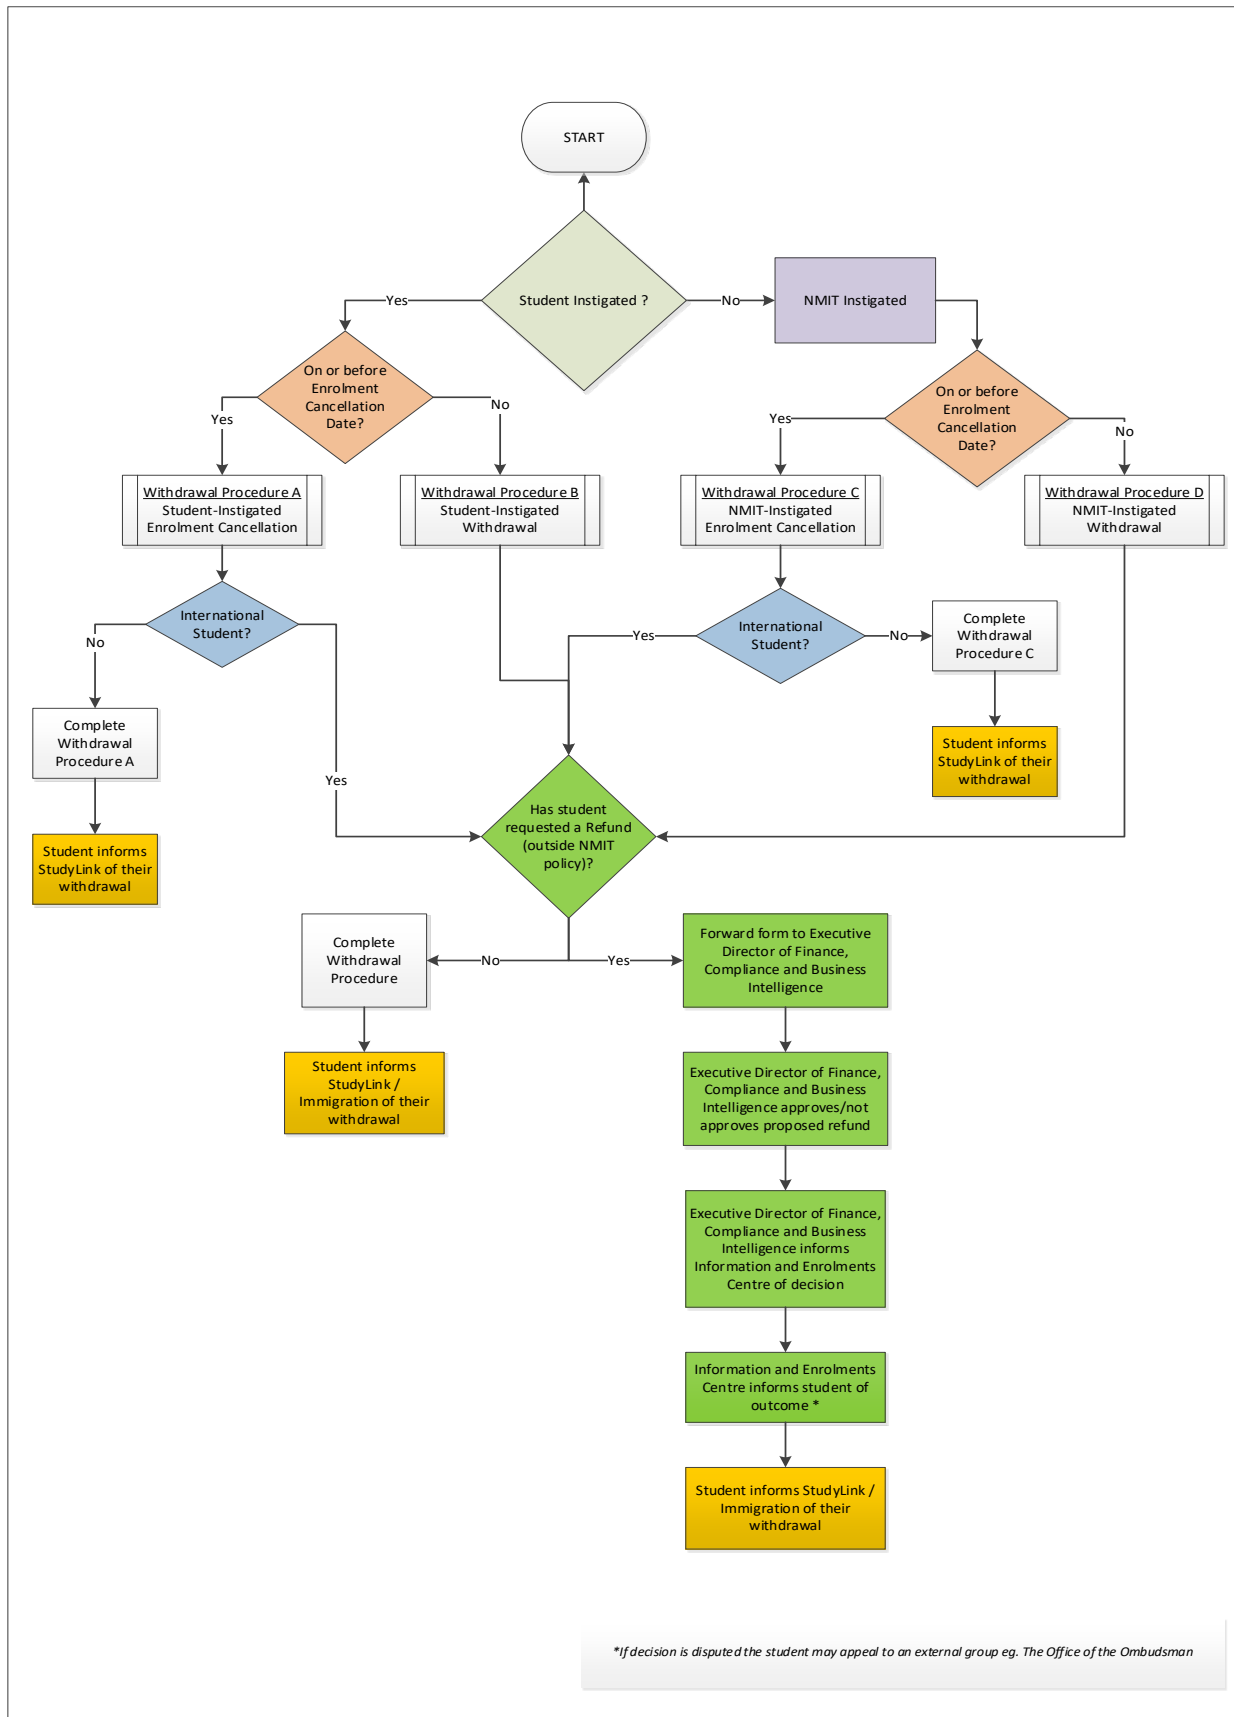 START
Student Instigated ?
Yes
No
NMIT Instigated
On or before
Enrolment
Cancellation
Date?
Yes
No
On or before
Enrolment
Cancellation
Date?
Yes
No
Withdrawal Procedure A
Student-Instigated
Enrolment Cancellation
Withdrawal Procedure B
Student-Instigated
Withdrawal
Withdrawal Procedure C
NMIT-Instigated
Enrolment Cancellation
Withdrawal Procedure D
NMIT-Instigated
Withdrawal
International
Student?
No
Yes
International
Student?
Yes
No
Complete
Withdrawal
Procedure C
Complete
Withdrawal
Procedure A
Student informs
StudyLink of their
withdrawal
Student informs
StudyLink of their
withdrawal
Has student
requested a Refund
(outside NMIT
policy)?
No
Yes
Complete
Withdrawal
Procedure
Forward form to Executive
Director of Finance,
Compliance and Business
Intelligence
Student informs
StudyLink /
Immigration of their
withdrawal
Executive Director of Finance,
Compliance and Business
Intelligence approves/not
approves proposed refund
Executive Director of Finance,
Compliance and Business
Intelligence informs
Information and Enrolments
Centre of decision
Information and Enrolments
Centre informs student of
outcome *
Student informs StudyLink /
Immigration of their
withdrawal
*If decision is disputed the student may appeal to an external group eg. The Office of the Ombudsman